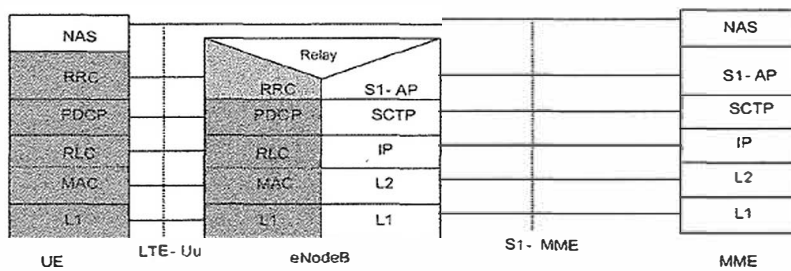 NAS
RRC
PDCP
RLC
MAC
L1
UE
LTE- Uu
Relay
RRC
PDCP
RLC
MAC
L1
S1- AP
SCTP
IP
L2
L1
eNodeB
S1- MME
NAS
S1- AP
SCTP
IP
L2
L1
MME